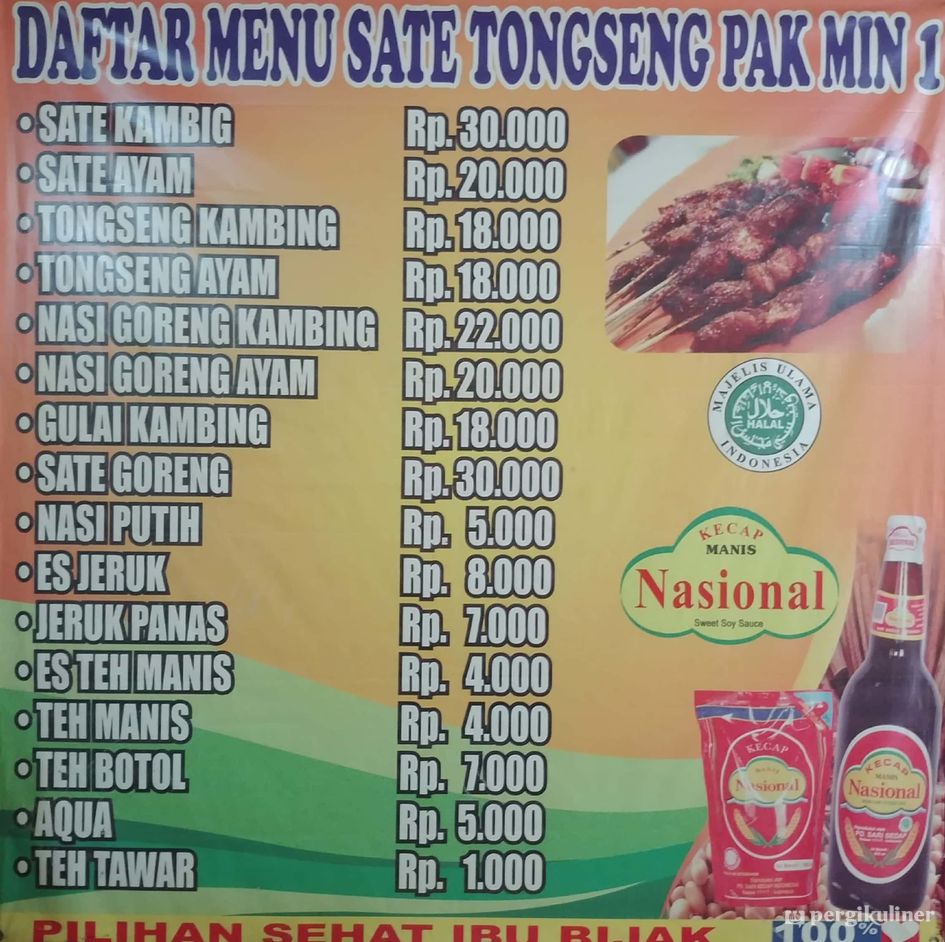 DAFTAR MENU SATE TONGSENG PAK MIN 1
• SATE KAMBIG Rp. 30.000
• SATE AYAM Rp. 20.000
• TONGSENG KAMBING Rp. 18.000
• TONGSENG AYAM Rp. 18.000
• NASI GORENG KAMBING Rp. 22.000
• NASI GORENG AYAM Rp. 20.000
• GULAI KAMBING Rp. 18.000
• SATE GORENG Rp. 30.000
• NASI PUTIH Rp. 5.000
• ES JERUK Rp. 8.000
• JERUK PANAS Rp. 7.000
• ES TEH MANIS Rp. 4.000
• TEH MANIS Rp. 4.000
• TEH BOTOL Rp. 7.000
• AQUA Rp. 5.000
• TEH TAWAR Rp. 1.000
MAJELIS ULAMA
حلال
HALAL
INDONESIA
KECAP
MANIS
Nasional
Sweet Soy Sauce
KECAP
Nasional
KECAP
MANIS
Nasional
PD. SARI SEDAP
PILIHAN SEHAT IBU BIJAK
100%
pergikuliner